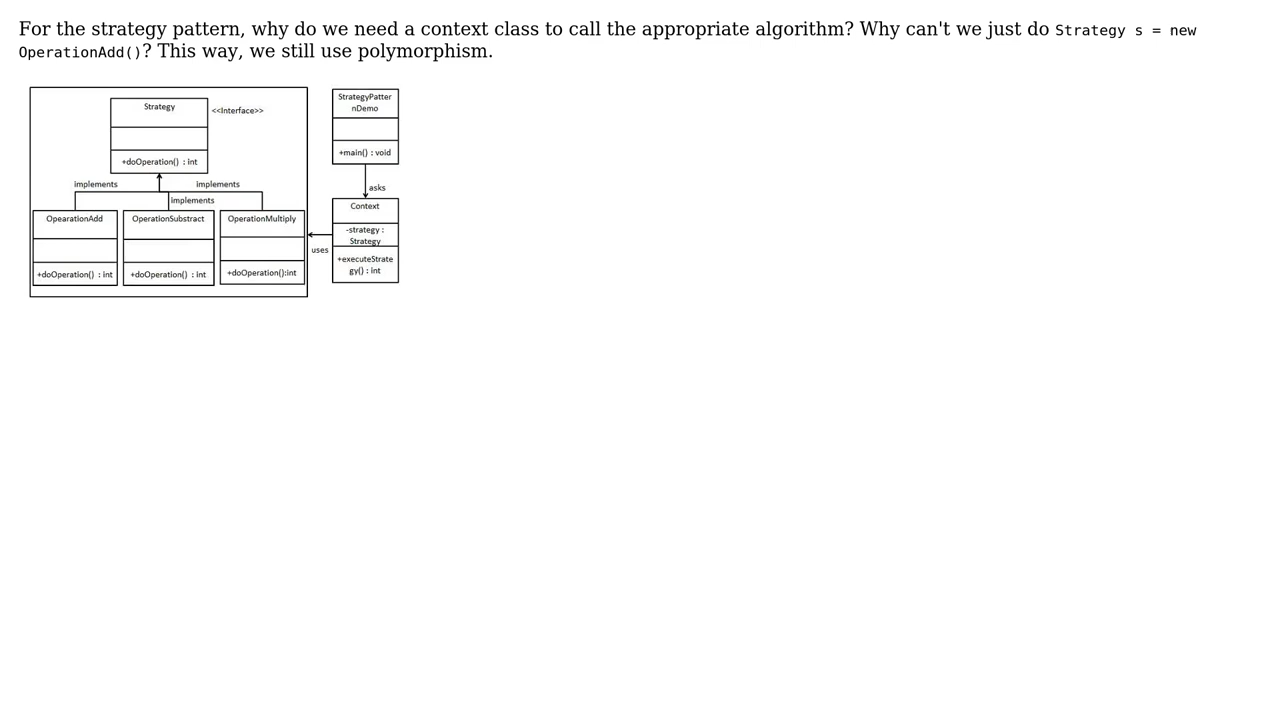 For the strategy pattern, why do we need a context class to call the appropriate algorithm? Why can't we just do Strategy s = new
OperationAdd()? This way, we still use polymorphism.
Strategy
<<Interface>>
+doOperation() : int
implements
implements
implements
OpearationAdd
+doOperation() : int
OperationSubstract
+doOperation() : int
OperationMultiply
+doOperation():int
StrategyPatter
nDemo
+main() : void
asks
Context
-strategy :
Strategy
+executeStrate
gy() : int
uses